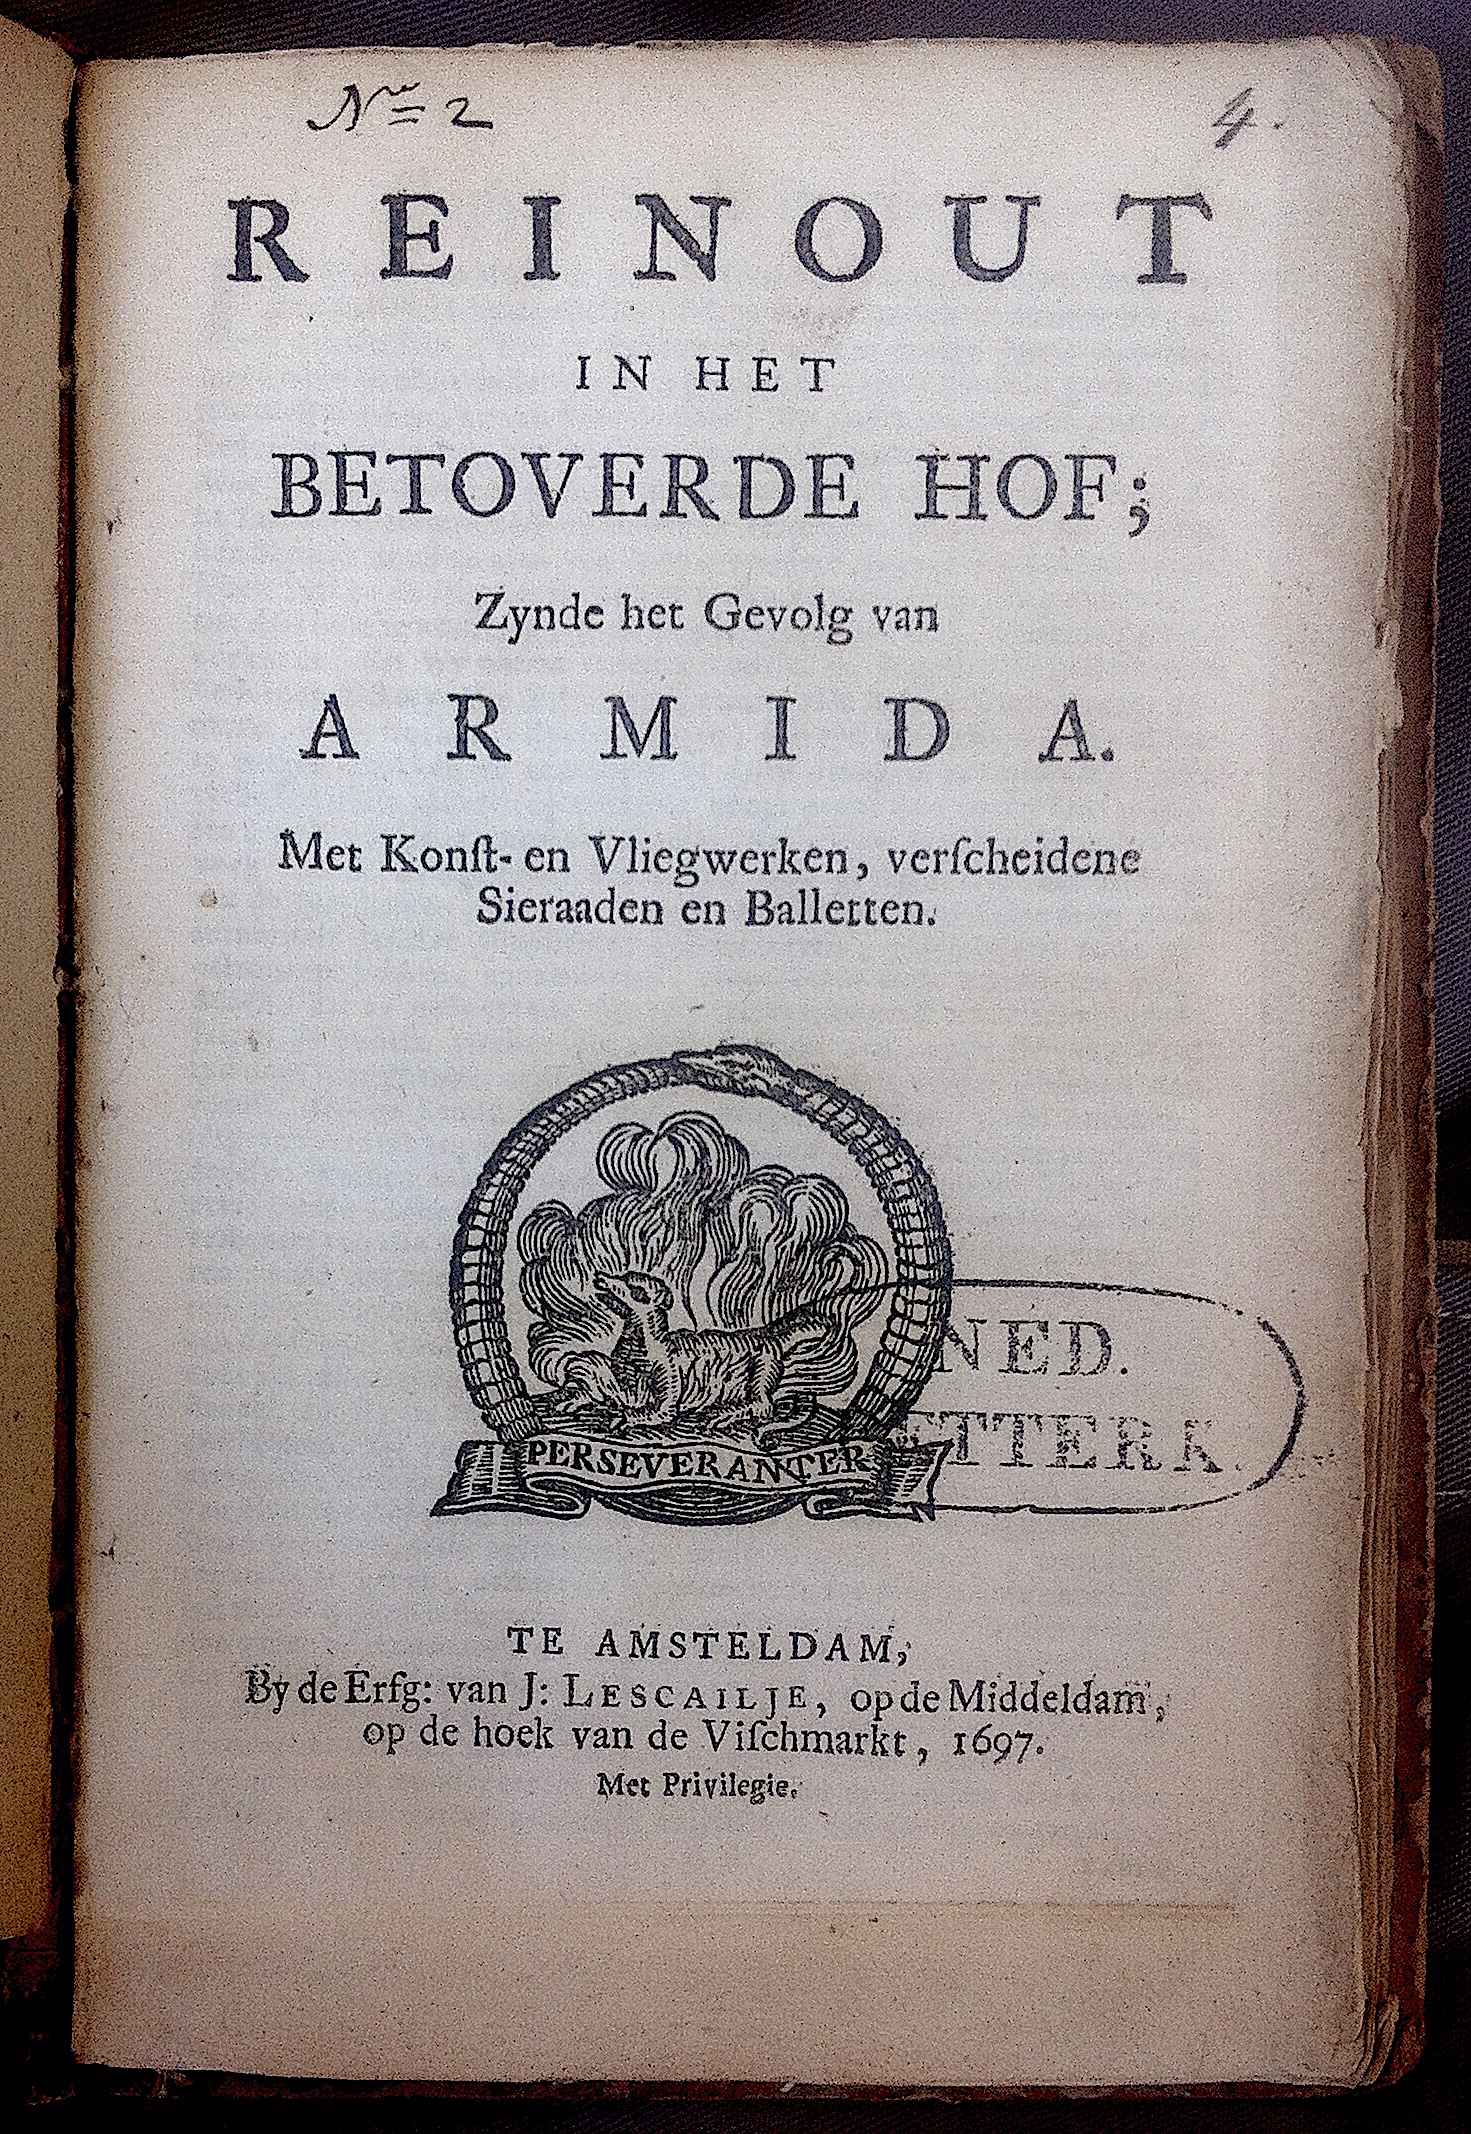 Nº 2
4.
REINOUT
IN HET
BETOVERDE HOF;
Zynde het Gevolg van
ARMIDA.
Met Konſt- en Vliegwerken, verſcheidene
Sieraaden en Balletten.
NED.
ETTERK.
PERSEVERANTER
TE AMSTELDAM,
By de Erfg: van J: LESCAILJE, op de Middeldam,
op de hoek van de Viſchmarkt, 1697.
Met Privilegie.